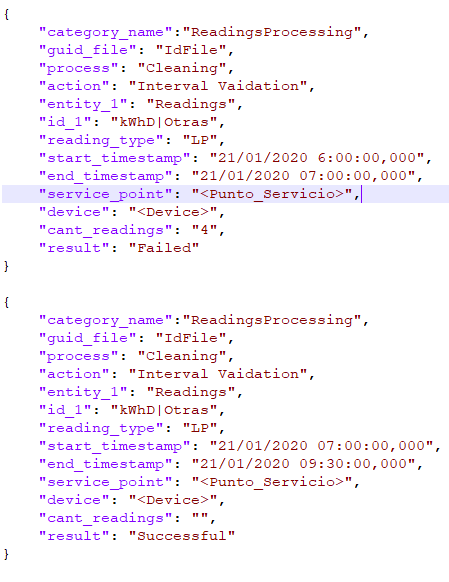 {
"category_name":"ReadingsProcessing",
"guid_file": "IdFile",
"process": "Cleaning",
"action": "Interval Vaidation",
"entity_1": "Readings",
"id_1": "kWhD|Otras",
"reading_type": "LP",
"start_timestamp": "21/01/2020 6:00:00,000",
"end_timestamp": "21/01/2020 07:00:00,000",
"service_point": "<Punto_Servicio>",
"device": "<Device>",
"cant_readings": "4",
"result": "Failed"
}
{
"category_name":"ReadingsProcessing",
"guid_file": "IdFile",
"process": "Cleaning",
"action": "Interval Vaidation",
"entity_1": "Readings",
"id_1": "kWhD|Otras",
"reading_type": "LP",
"start_timestamp": "21/01/2020 07:00:00,000",
"end_timestamp": "21/01/2020 09:30:00,000",
"service_point": "<Punto_Servicio>",
"device": "<Device>",
"cant_readings": "",
"result": "Successful"
}